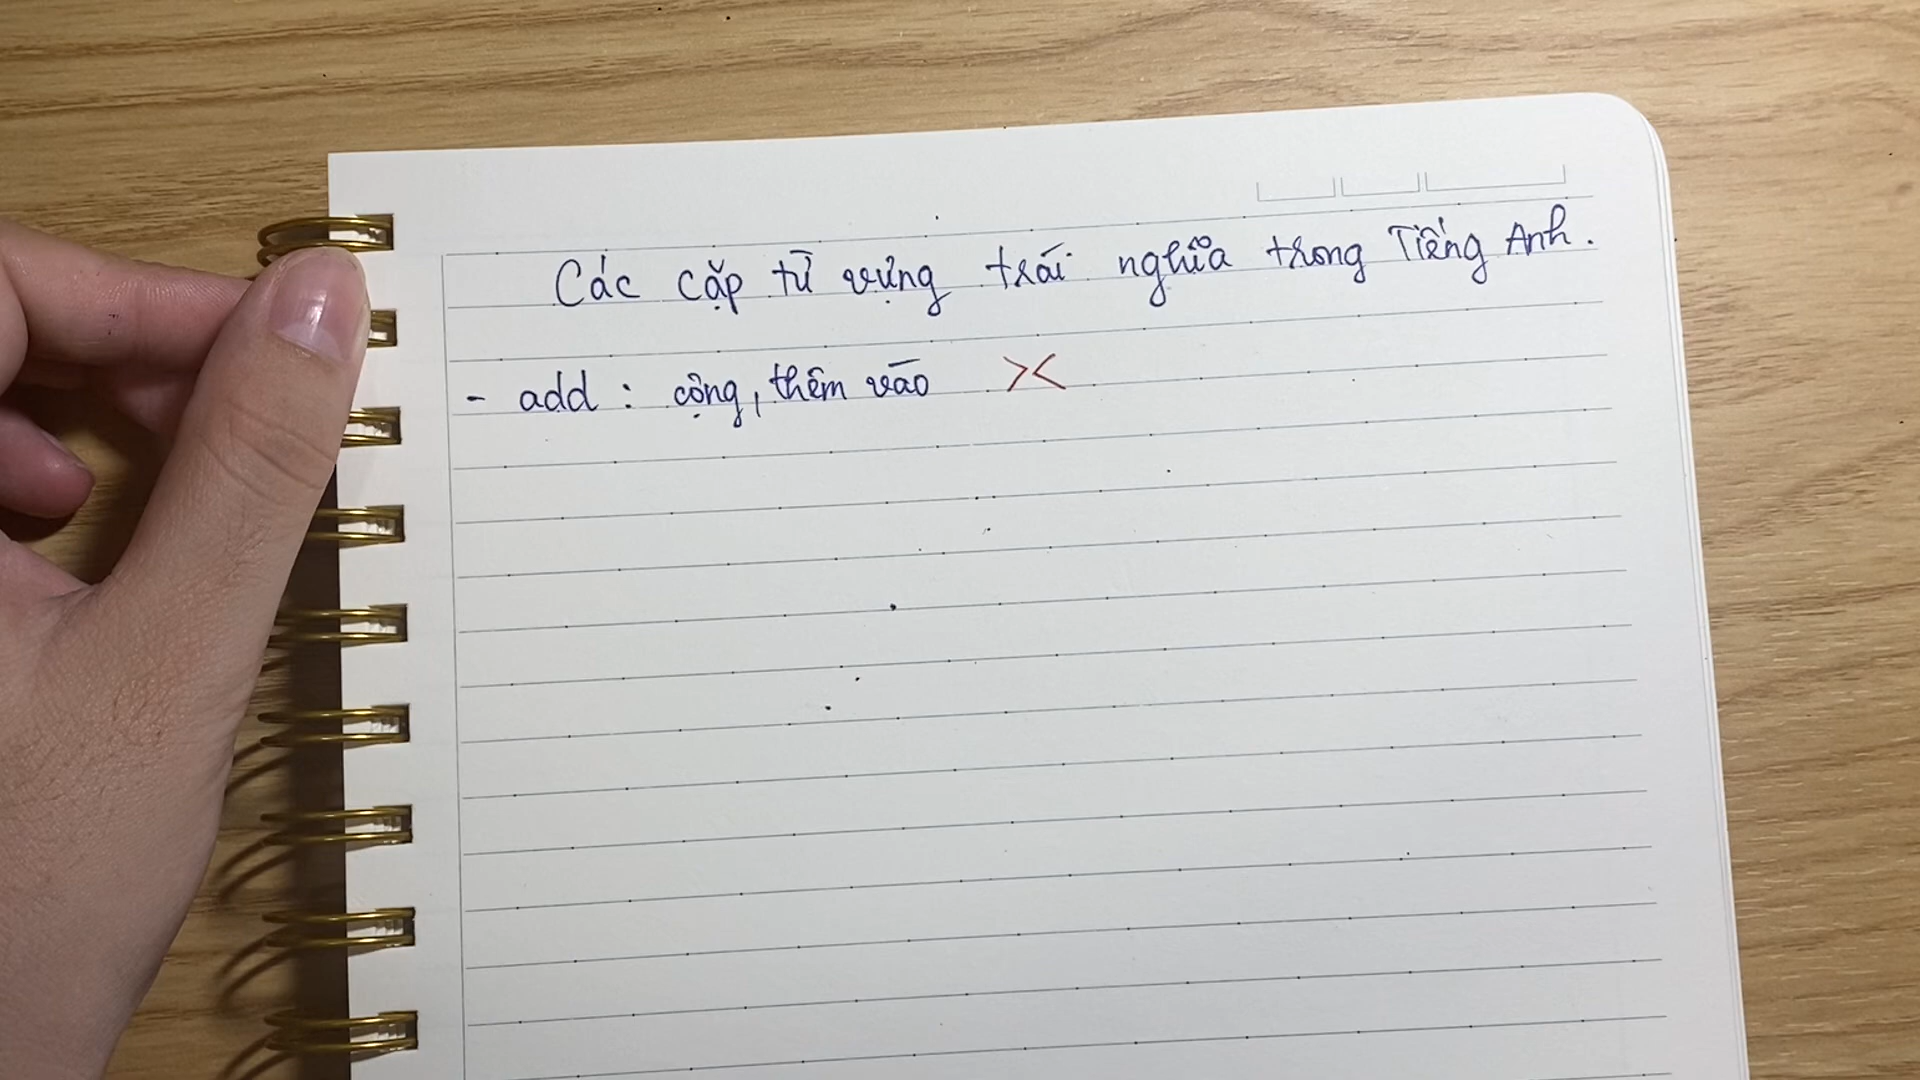 Các cặp từ vựng trái nghĩa trong Tiếng Anh.
- add : cộng, thêm vào ><